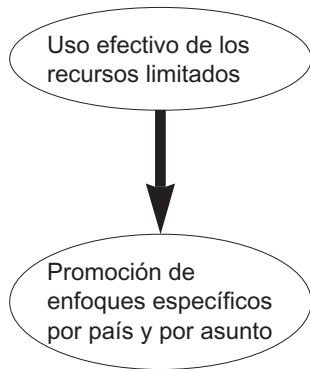 Uso efectivo de los
recursos limitados
Promoción de
enfoques específicos
por país y por asunto